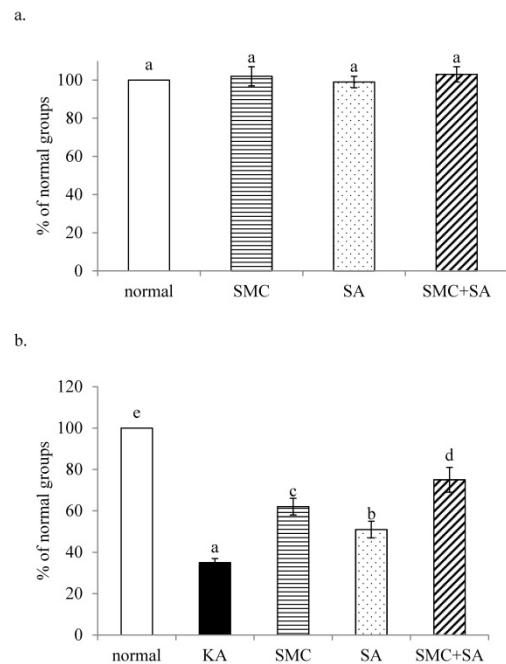 a.
a a a a
100
80
60
40
20
0
% of normal groups
normal SMC SA SMC+SA
b.
120
100
80
60
40
20
0
% of normal groups
e
a
c
b
d
normal KA SMC SA SMC+SA